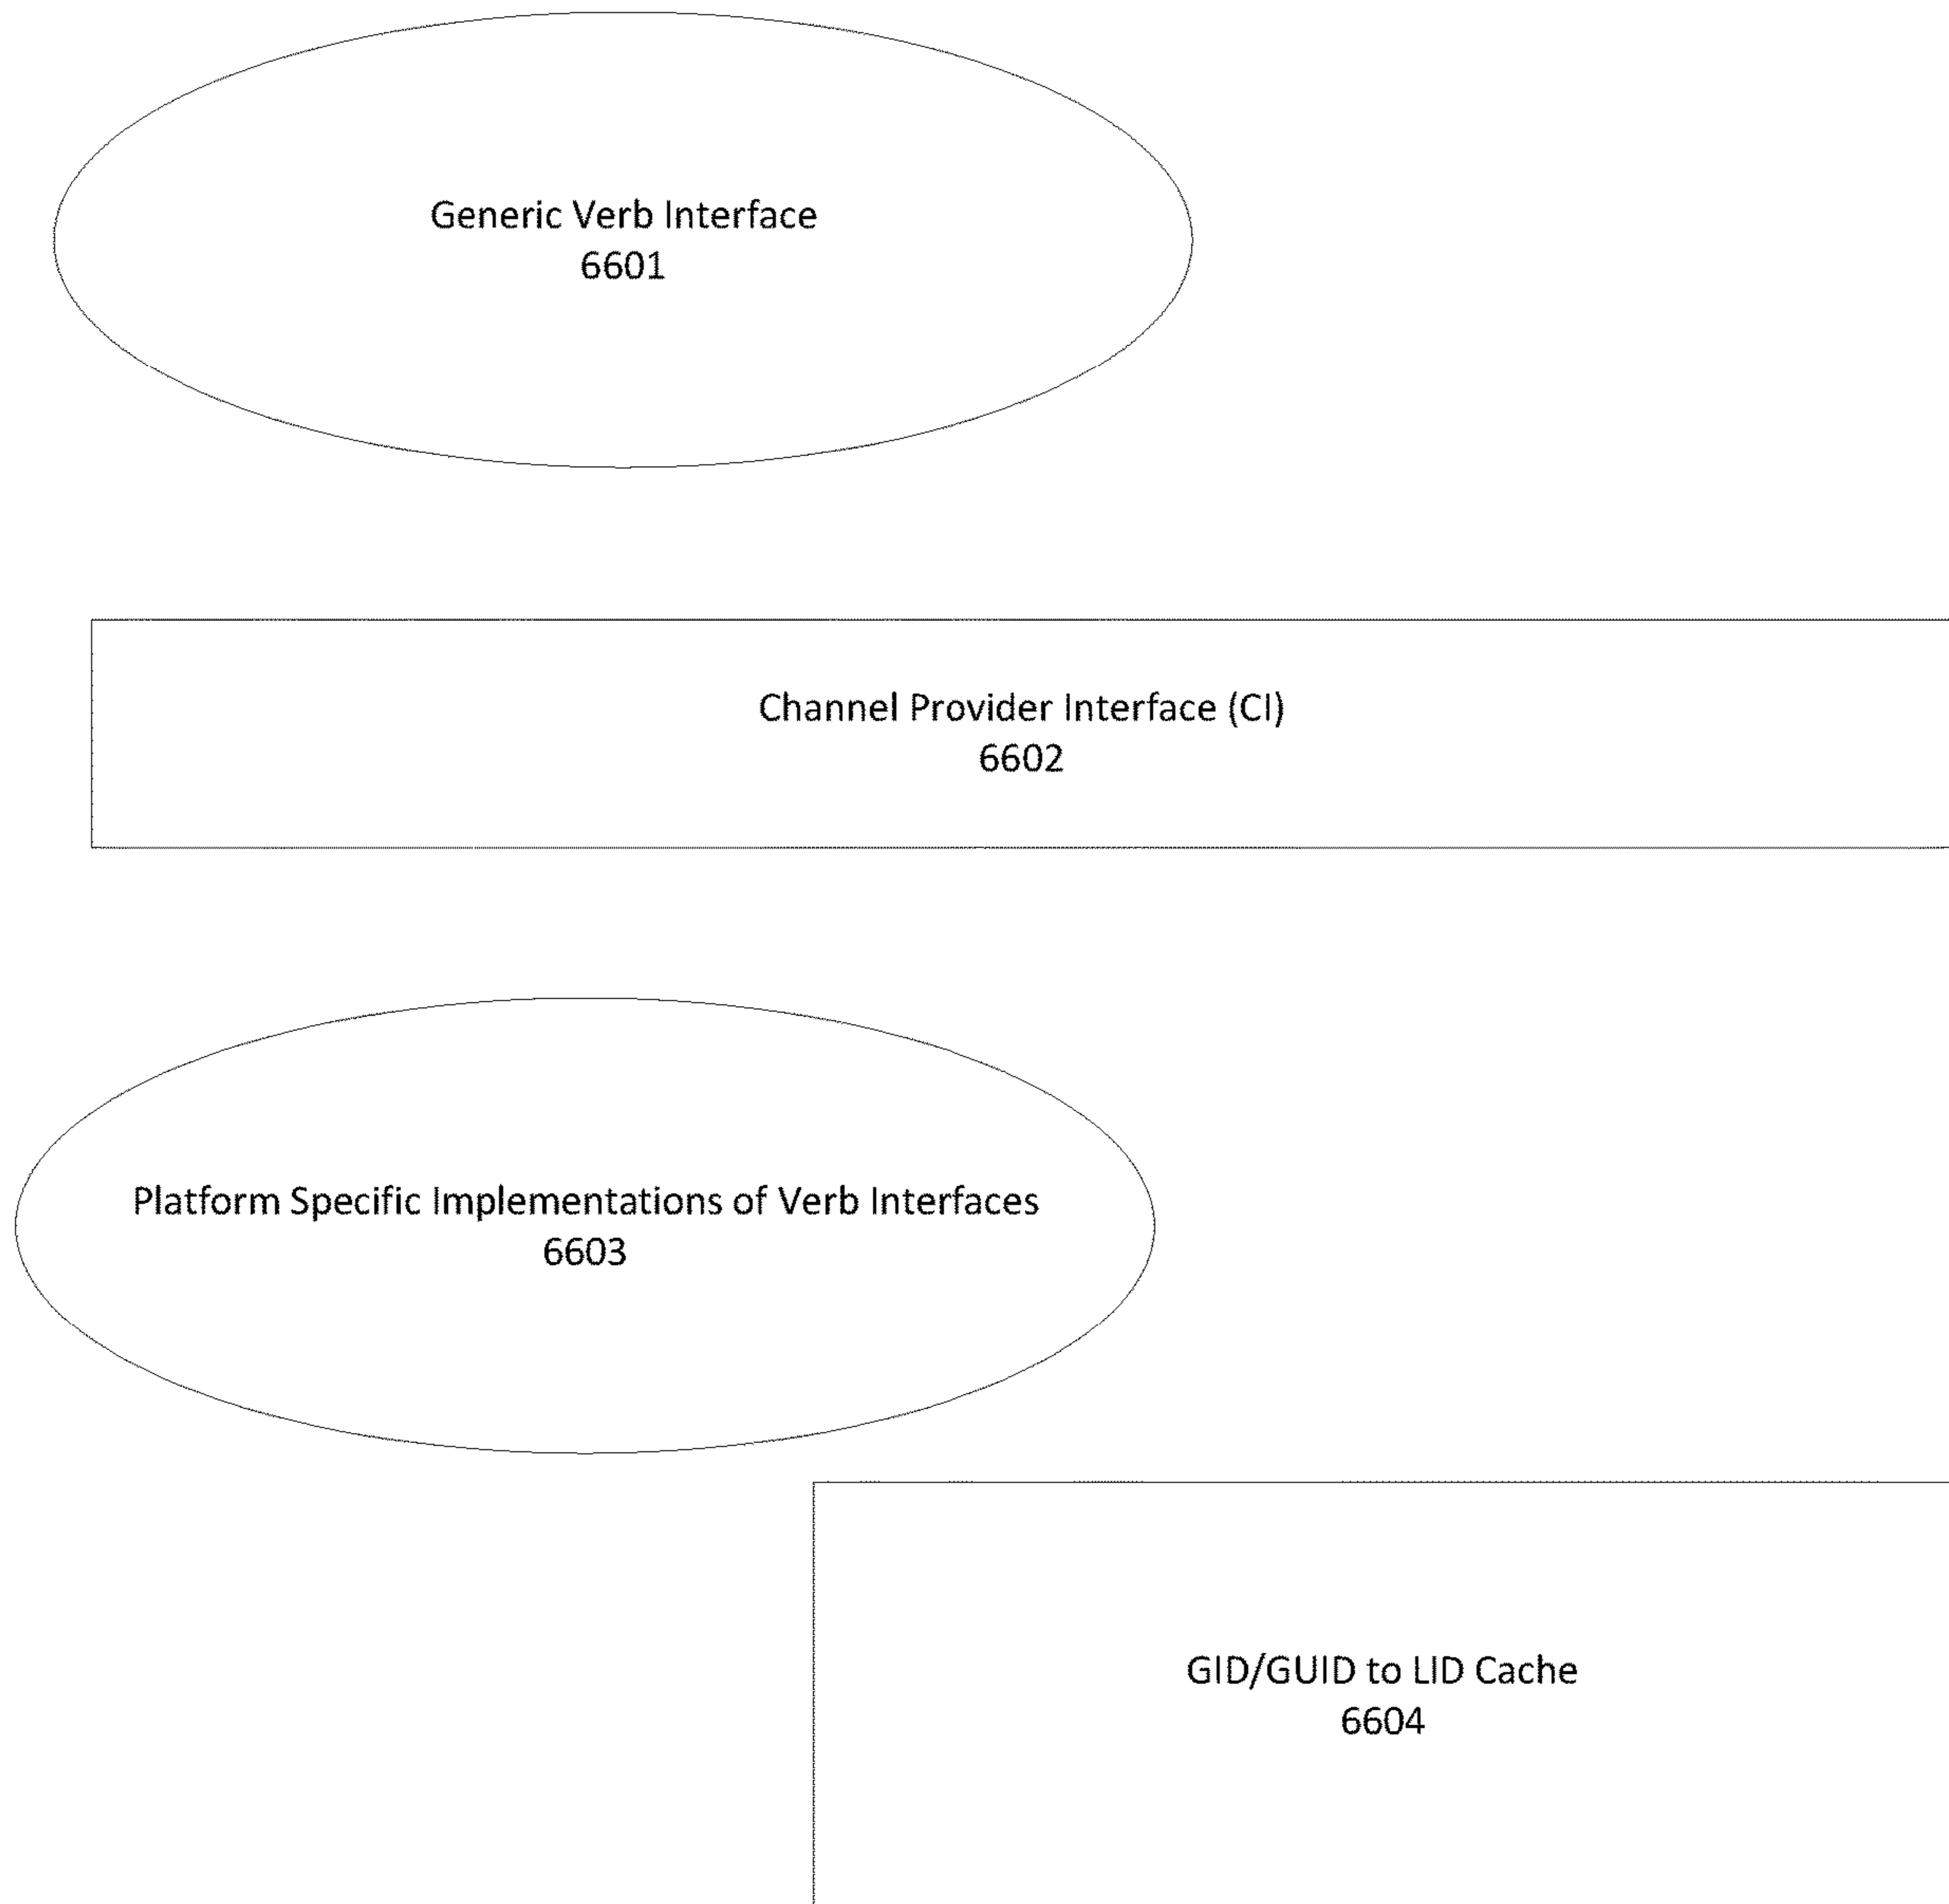 Generic Verb Interface
6601
Channel Provider Interface (CI)
6602
Platform Specific Implementations of Verb Interfaces
6603
GID/GUID to LID Cache
6604